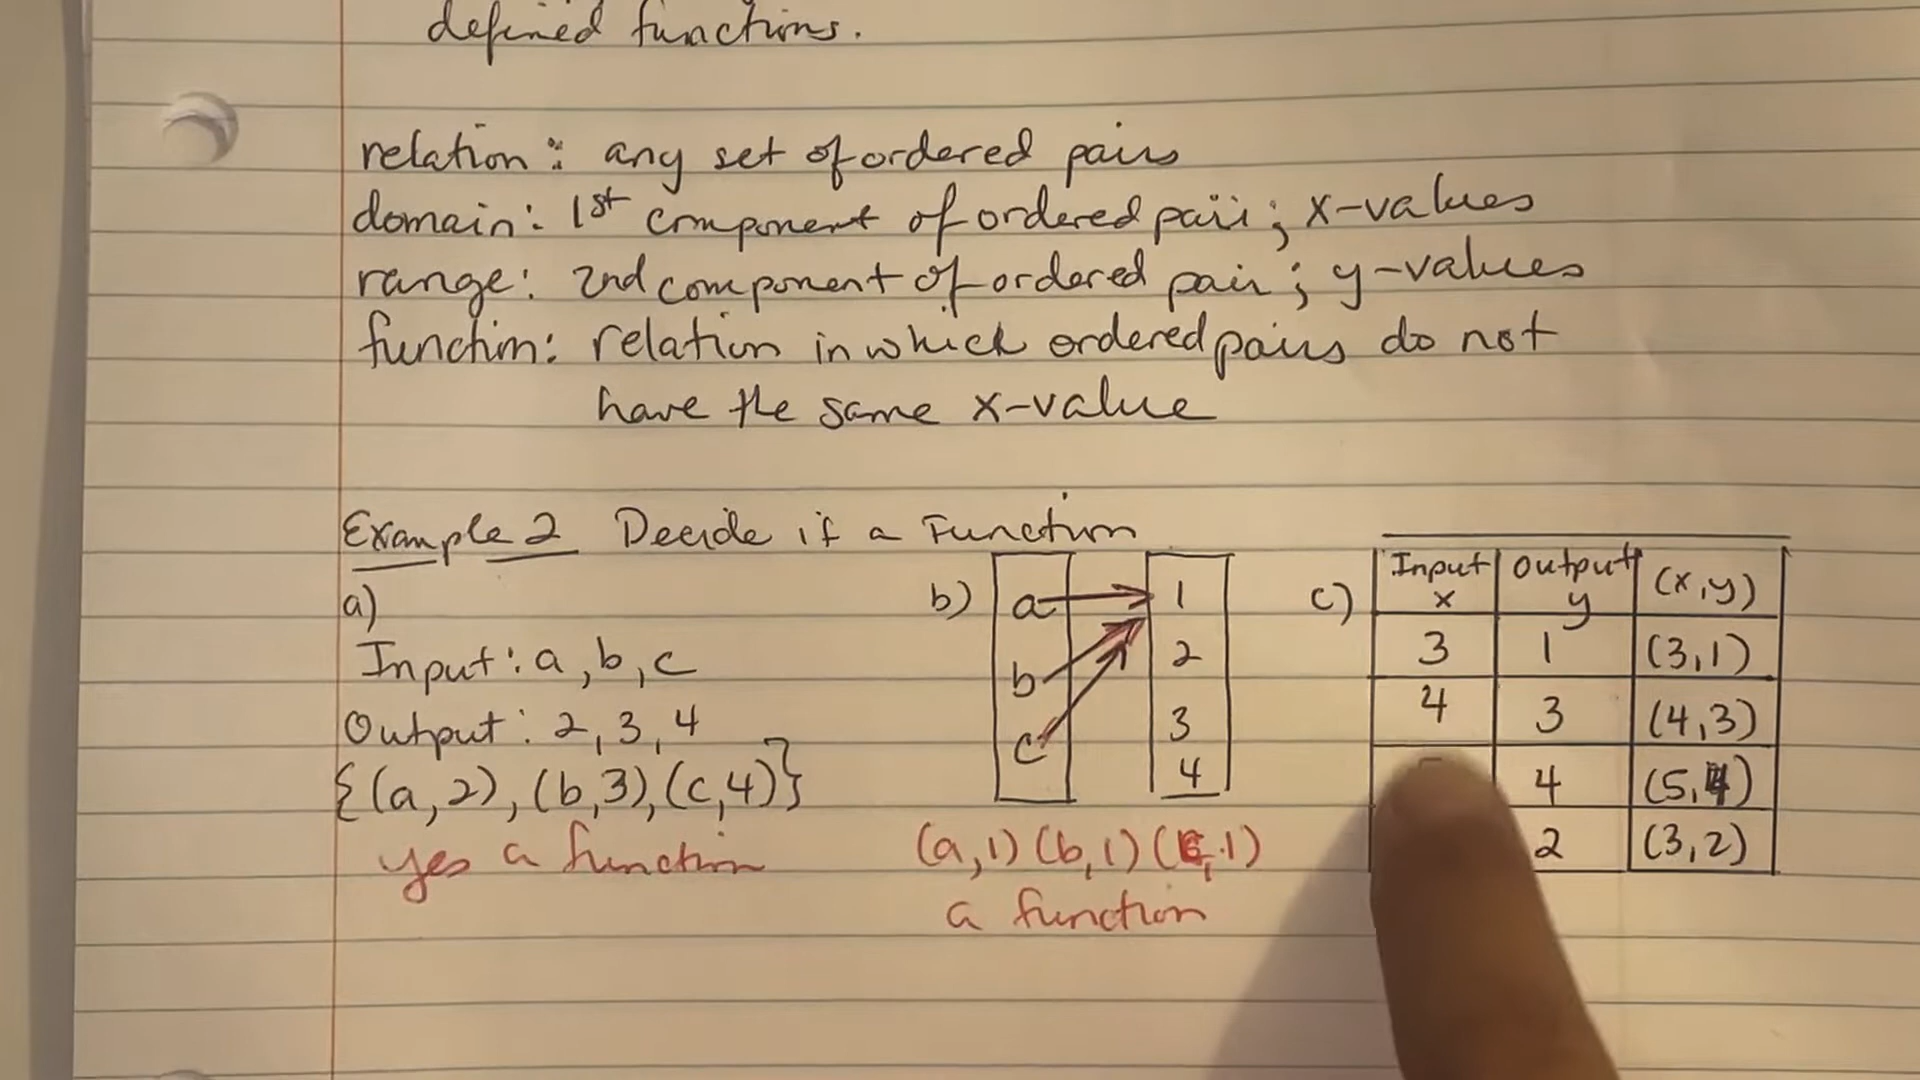 defined functions.
relation: any set of ordered pairs
domain: 1st component of ordered pair; x-values
range: 2nd component of ordered pair; y-values
function: relation in which ordered pairs do not
have the same x-value
Example 2 Decide if a Function
a)
Input: a, b, c
Output: 2, 3, 4
{(a,2), (b,3), (c,4)}
yes a function
b)
a 1
b 2
c 3
4
(a,1) (b,1) (c,1)
a function
c)
Input x Output y (x,y)
3 1 (3,1)
4 3 (4,3)
4 (5,4)
2 (3,2)